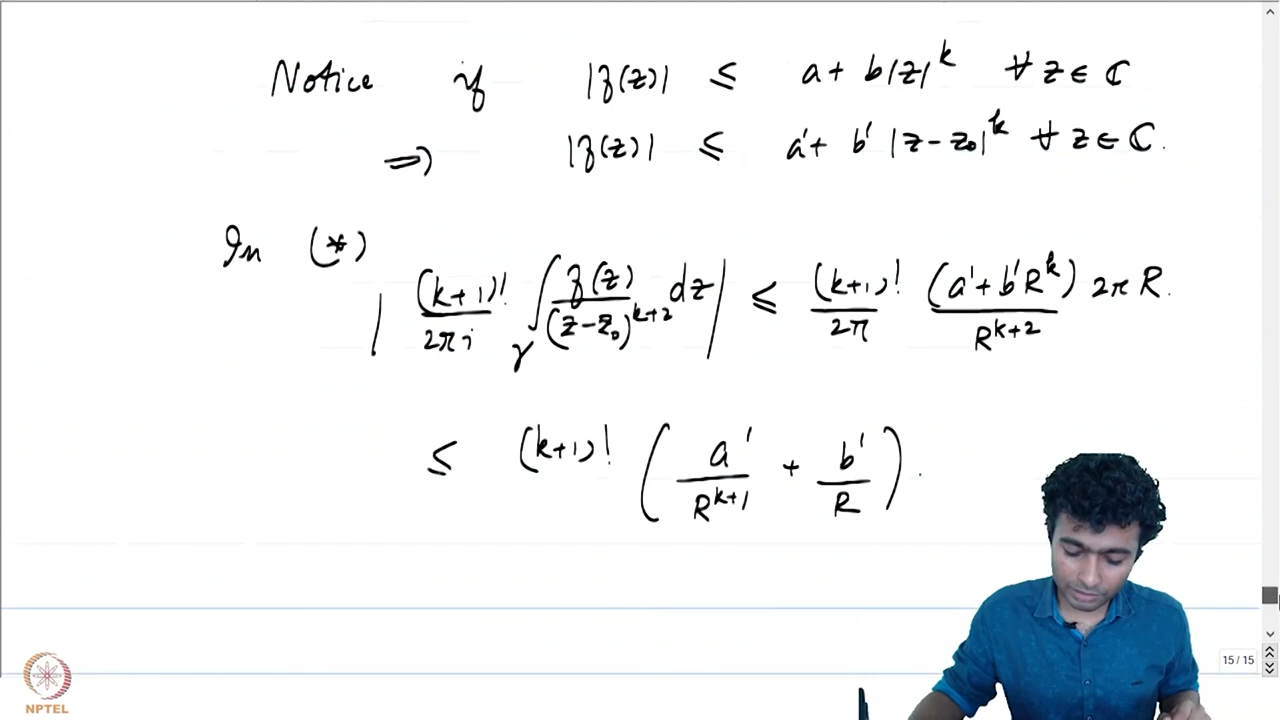 Notice if |f(z)| ≤ a + b|z|^k ∀ z ∈ ℂ
⇒ |f(z)| ≤ a' + b' |z - z₀|^k ∀ z ∈ ℂ.
In (*)
| (k+1)!/2πi ∫_γ f(z)/(z-z₀)^{k+2} dz | ≤ (k+1)!/2π (a' + b'R^k)/R^{k+2} 2πR.
≤ (k+1)! (a'/R^{k+1} + b'/R).
15 / 15
NPTEL